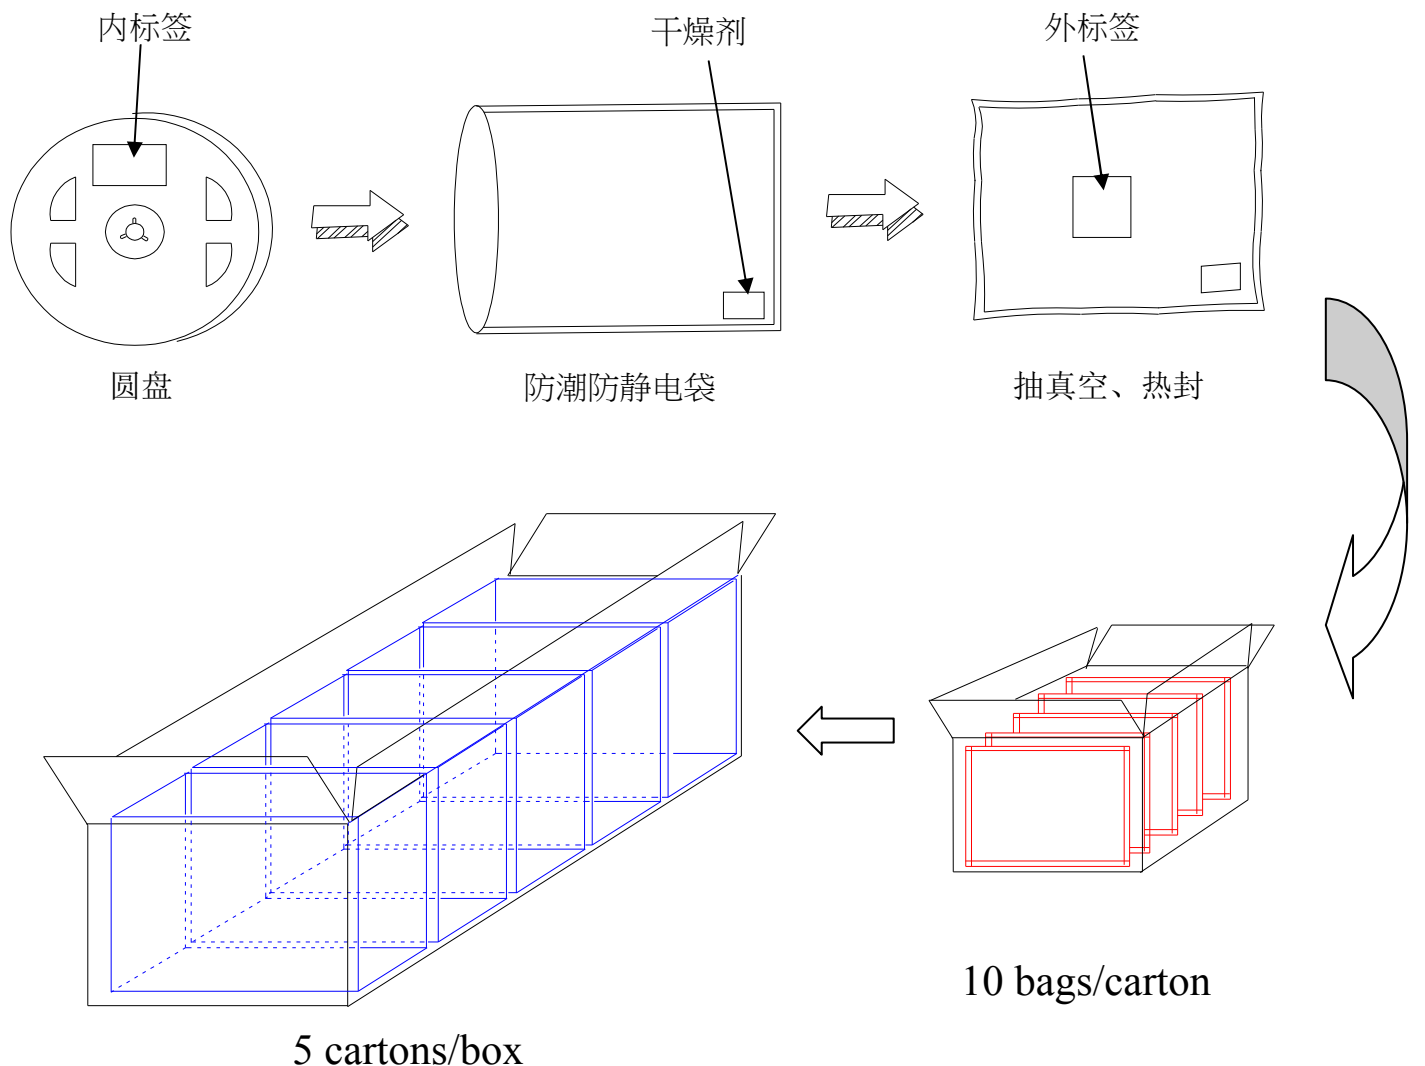 内标签
干燥剂
外标签
圆盘
防潮防静电袋
抽真空、热封
10 bags/carton
5 cartons/box